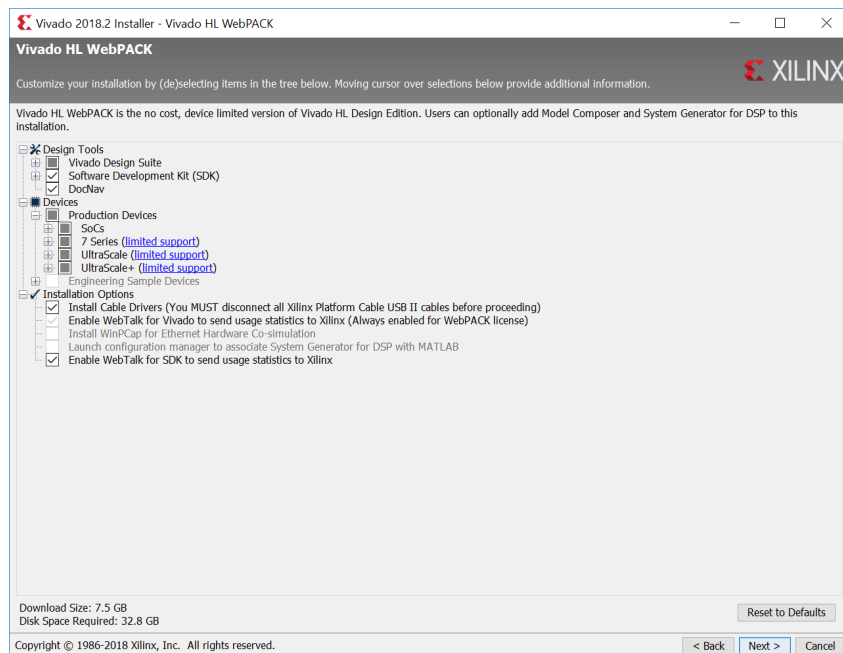 Vivado 2018.2 Installer - Vivado HL WebPACK
Vivado HL WebPACK
XILINX
Customize your installation by (de)selecting items in the tree below. Moving cursor over selections below provide additional information.
Vivado HL WebPACK is the no cost, device limited version of Vivado HL Design Edition. Users can optionally add Model Composer and System Generator for DSP to this
installation.
Design Tools
Vivado Design Suite
Software Development Kit (SDK)
DocNav
Devices
Production Devices
SoCs
7 Series (limited support)
UltraScale (limited support)
UltraScale+ (limited support)
Engineering Sample Devices
Installation Options
Install Cable Drivers (You MUST disconnect all Xilinx Platform Cable USB II cables before proceeding)
Enable WebTalk for Vivado to send usage statistics to Xilinx (Always enabled for WebPACK license)
Install WinPCap for Ethernet Hardware Co-simulation
Launch configuration manager to associate System Generator for DSP with MATLAB
Enable WebTalk for SDK to send usage statistics to Xilinx
Download Size: 7.5 GB
Disk Space Required: 32.8 GB
Reset to Defaults
Copyright © 1986-2018 Xilinx, Inc. All rights reserved.
< Back Next > Cancel